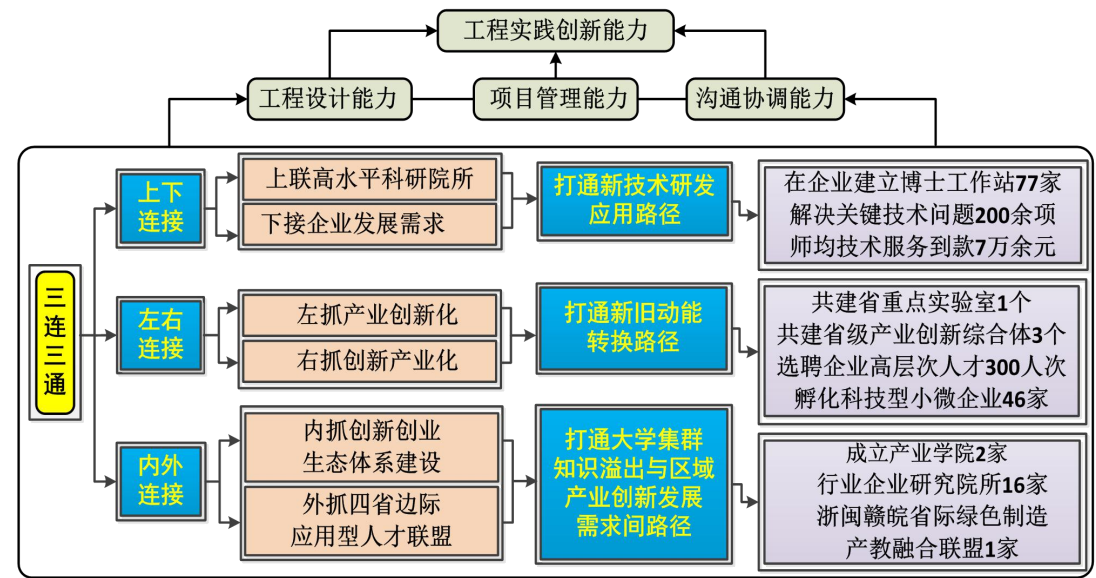 工程实践创新能力
工程设计能力
项目管理能力
沟通协调能力
三连三通
上下
连接
上联高水平科研院所
下接企业发展需求
打通新技术研发
应用路径
在企业建立博士工作站77家
解决关键技术问题200余项
师均技术服务到款7万余元
左右
连接
左抓产业创新化
右抓创新产业化
打通新旧动能
转换路径
共建省重点实验室1个
共建省级产业创新综合体3个
选聘企业高层次人才300人次
孵化科技型小微企业46家
内外
连接
内抓创新创业
生态体系建设
外抓四省边际
应用型人才联盟
打通大学集群
知识溢出与区域
产业创新发展
需求间路径
成立产业学院2家
行业企业研究院所16家
浙闽赣皖省际绿色制造
产教融合联盟1家